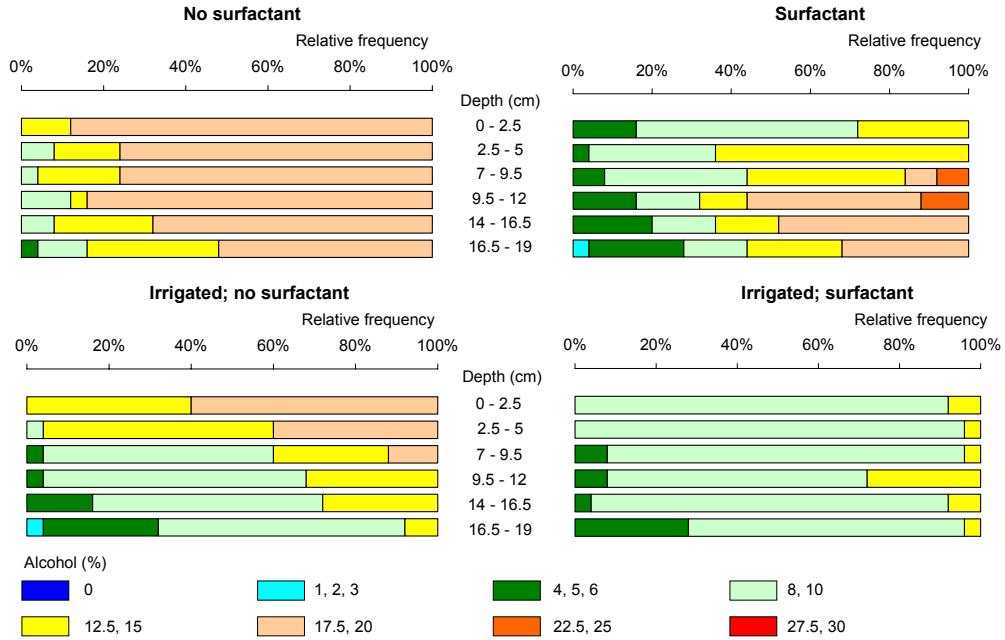 No surfactant
Surfactant
Relative frequency
Relative frequency
0% 20% 40% 60% 80% 100%
0% 20% 40% 60% 80% 100%
Depth (cm)
0 - 2.5
2.5 - 5
7 - 9.5
9.5 - 12
14 - 16.5
16.5 - 19
Irrigated; no surfactant
Irrigated; surfactant
Relative frequency
Relative frequency
0% 20% 40% 60% 80% 100%
0% 20% 40% 60% 80% 100%
Depth (cm)
0 - 2.5
2.5 - 5
7 - 9.5
9.5 - 12
14 - 16.5
16.5 - 19
Alcohol (%)
0 1, 2, 3 4, 5, 6 8, 10
12.5, 15 17.5, 20 22.5, 25 27.5, 30